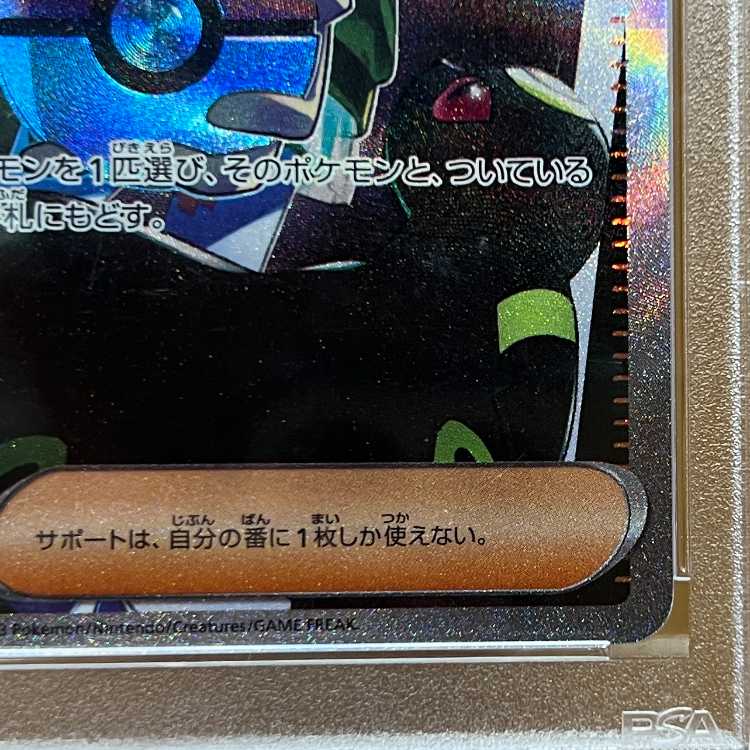 モンを1匹選び、そのポケモンと、ついている
札にもどす。
サポートは、自分の番に1枚しか使えない。
3 Pokémon/Nintendo/Creatures/GAME FREAK.
PSA